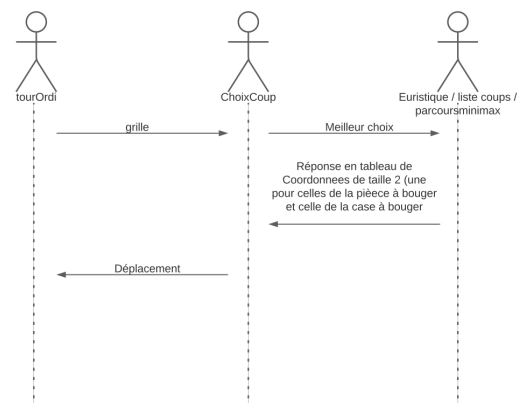 tourOrdi
ChoixCoup
Euristique / liste coups /
parcoursminimax
grille
Meilleur choix
Réponse en tableau de
Coordonnees de taille 2 (une
pour celles de la pièece à bouger
et celle de la case à bouger
Déplacement